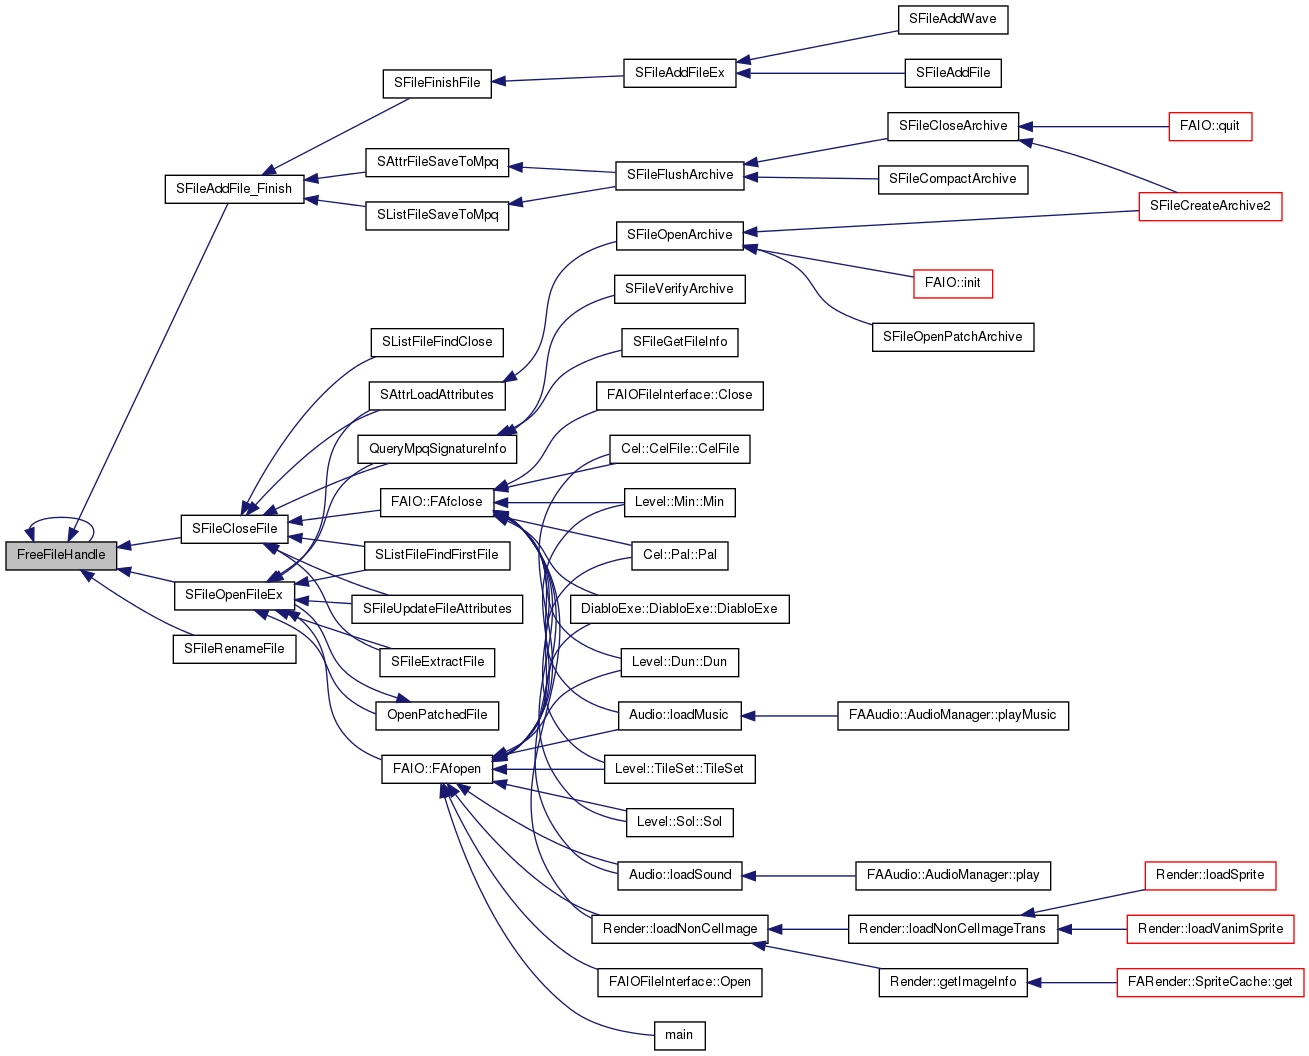 SFileAddWave
SFileFinishFile
SFileAddFileEx
SFileAddFile
SFileCloseArchive
FAIO::quit
SAttrFileSaveToMpq
SFileFlushArchive
SFileCompactArchive
SFileAddFile_Finish
SListFileSaveToMpq
SFileCreateArchive2
SFileOpenArchive
FAIO::init
SFileVerifyArchive
SFileOpenPatchArchive
SListFileFindClose
SFileGetFileInfo
SAttrLoadAttributes
FAIOFileInterface::Close
QueryMpqSignatureInfo
Cel::CelFile::CelFile
FAIO::FAfclose
Level::Min::Min
SFileCloseFile
FreeFileHandle
SListFileFindFirstFile
Cel::Pal::Pal
SFileOpenFileEx
SFileUpdateFileAttributes
DiabloExe::DiabloExe::DiabloExe
SFileRenameFile
SFileExtractFile
Level::Dun::Dun
OpenPatchedFile
Audio::loadMusic
FAAudio::AudioManager::playMusic
FAIO::FAfopen
Level::TileSet::TileSet
Level::Sol::Sol
Audio::loadSound
FAAudio::AudioManager::play
Render::loadSprite
Render::loadNonCelImage
Render::loadNonCelImageTrans
Render::loadVanimSprite
FAIOFileInterface::Open
Render::getImageInfo
FARender::SpriteCache::get
main